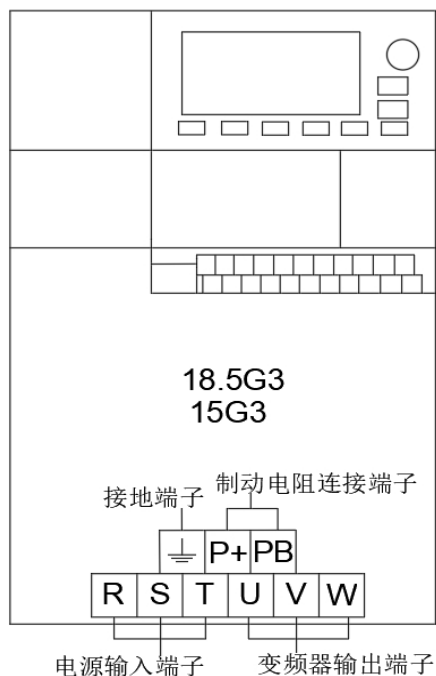 18.5G3
15G3
接地端子 制动电阻连接端子
⏚ P+ PB
R S T U V W
电源输入端子 变频器输出端子